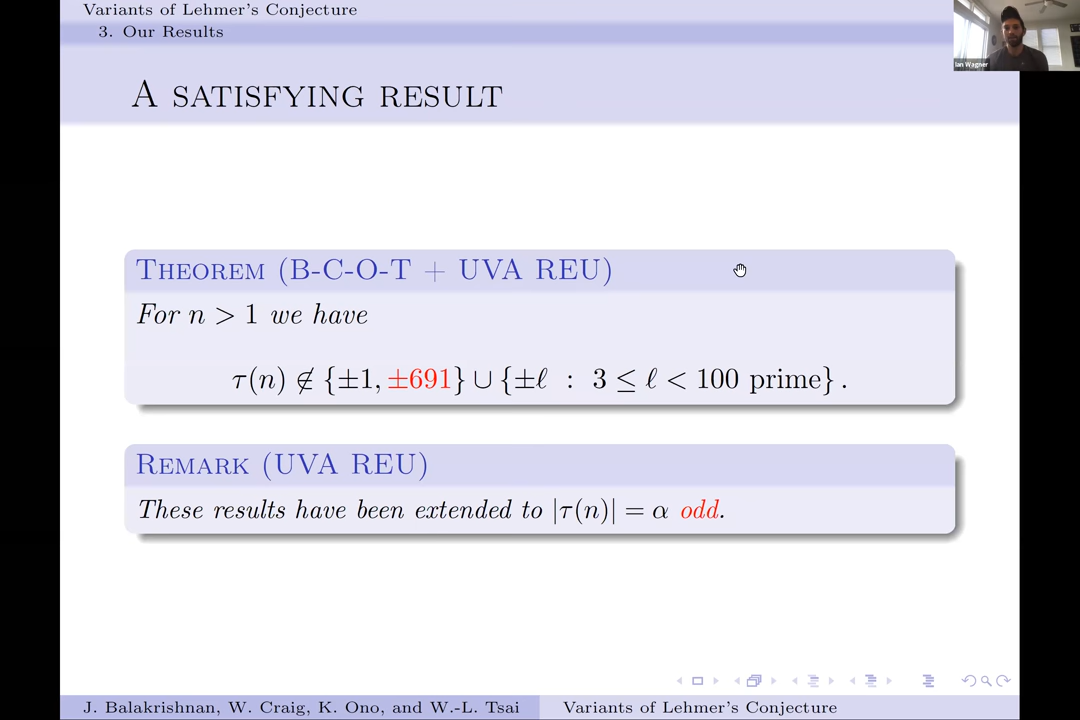 Variants of Lehmer's Conjecture
3. Our Results
Ian Wagner
A SATISFYING RESULT
THEOREM (B-C-O-T + UVA REU)
For n > 1 we have
τ(n) ∉ {±1, ±691} ∪ {±ℓ : 3 ≤ ℓ < 100 prime}.
REMARK (UVA REU)
These results have been extended to |τ(n)| = α odd.
J. Balakrishnan, W. Craig, K. Ono, and W.-L. Tsai
Variants of Lehmer's Conjecture